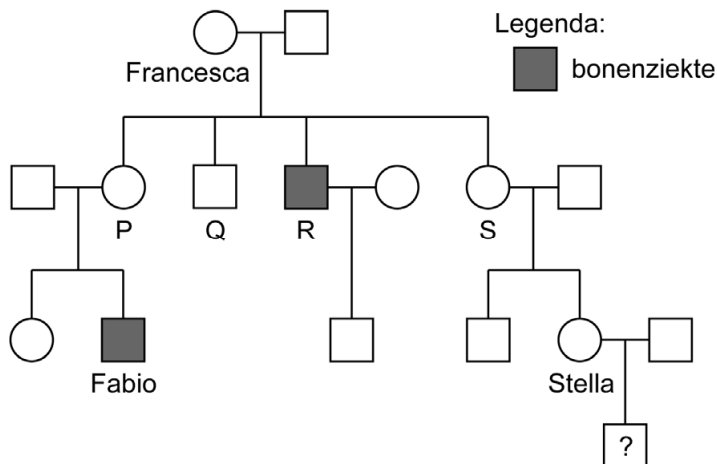 Legenda:
bonenziekte
Francesca
P
Q
R
S
Fabio
Stella
?